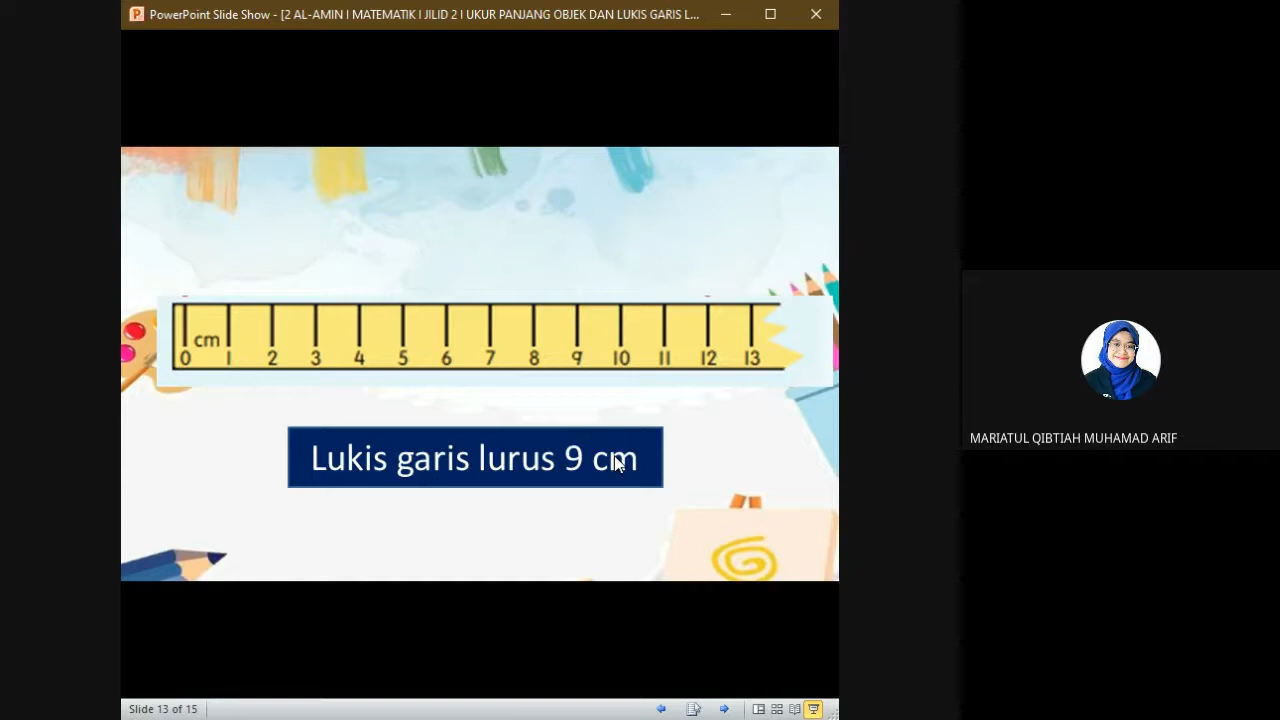 PowerPoint Slide Show - [2 AL-AMIN I MATEMATIK I JILID 2 I UKUR PANJANG OBJEK DAN LUKIS GARIS L...
cm
0 1 2 3 4 5 6 7 8 9 10 11 12 13
Lukis garis lurus 9 cm
MARIATUL QIBTIAH MUHAMAD ARIF
Slide 13 of 15